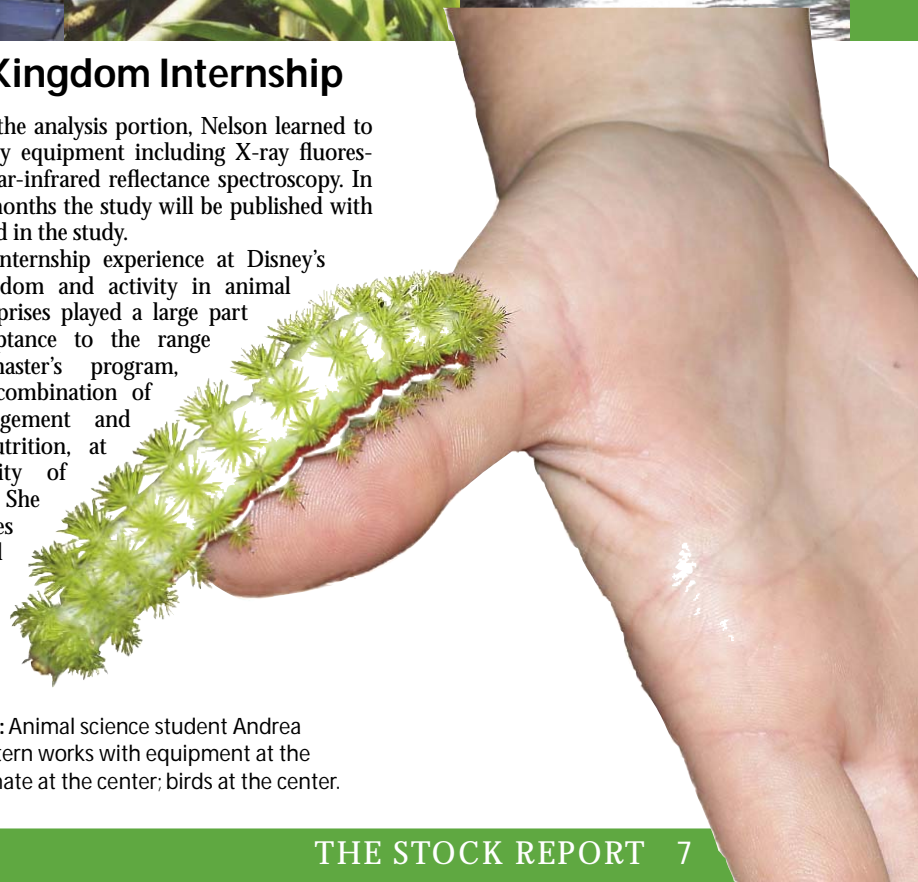 Kingdom Internship
the analysis portion, Nelson learned to
y equipment including X-ray fluores-
ar-infrared reflectance spectroscopy. In
months the study will be published with
d in the study.
internship experience at Disney's
dom and activity in animal
prises played a large part
ptance to the range
master's program,
combination of
gement and
utrition, at
ity of
She
es
: Animal science student Andrea
tern works with equipment at the
mate at the center; birds at the center.
THE STOCK REPORT 7